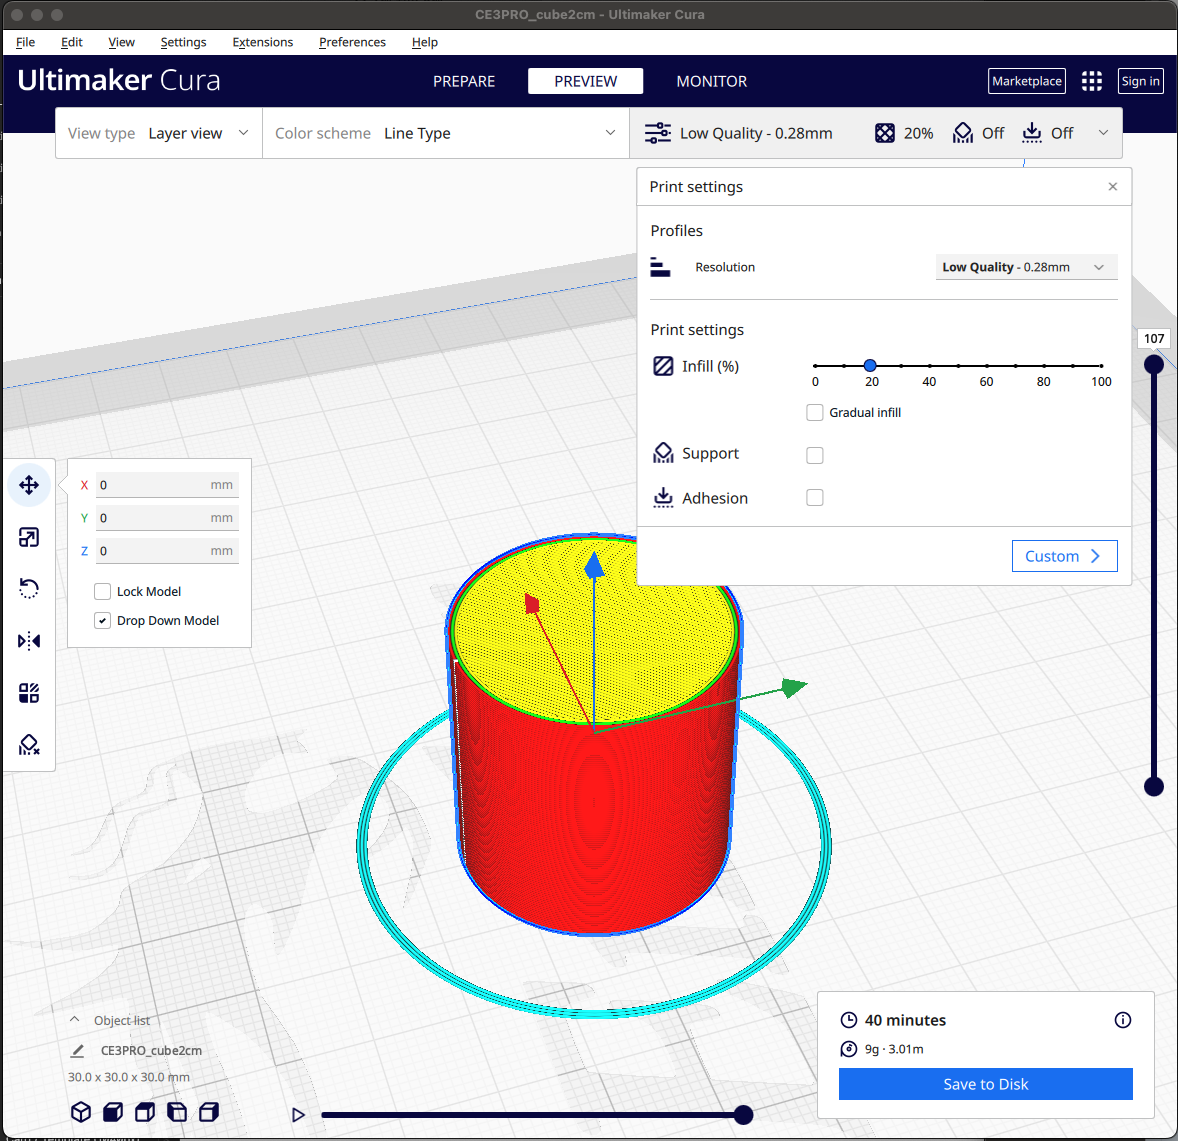 CE3PRO_cube2cm - Ultimaker Cura
File Edit View Settings Extensions Preferences Help
Ultimaker Cura
PREPARE PREVIEW MONITOR
Marketplace Sign in
View type Layer view Color scheme Line Type Low Quality - 0.28mm 20% Off Off
Print settings
Profiles
Resolution Low Quality - 0.28mm
Print settings
Infill (%)
0 20 40 60 80 100
Gradual infill
Support
Adhesion
Custom
107
X 0 mm
Y 0 mm
Z 0 mm
Lock Model
Drop Down Model
Object list
CE3PRO_cube2cm
30.0 x 30.0 x 30.0 mm
40 minutes
9g · 3.01m
Save to Disk